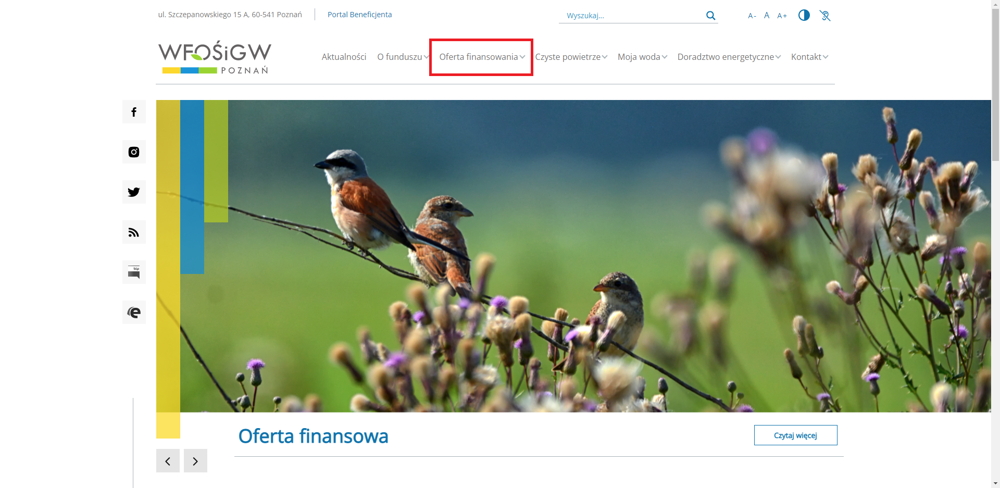 ul. Szczepanowskiego 15 A, 60-541 Poznań
Portal Beneficjenta
Wyszukaj...
A-
A
A+
WFOŚiGW
POZNAŃ
Aktualności
O funduszu
Oferta finansowania
Czyste powietrze
Moja woda
Doradztwo energetyczne
Kontakt
bip
Oferta finansowa
Czytaj więcej